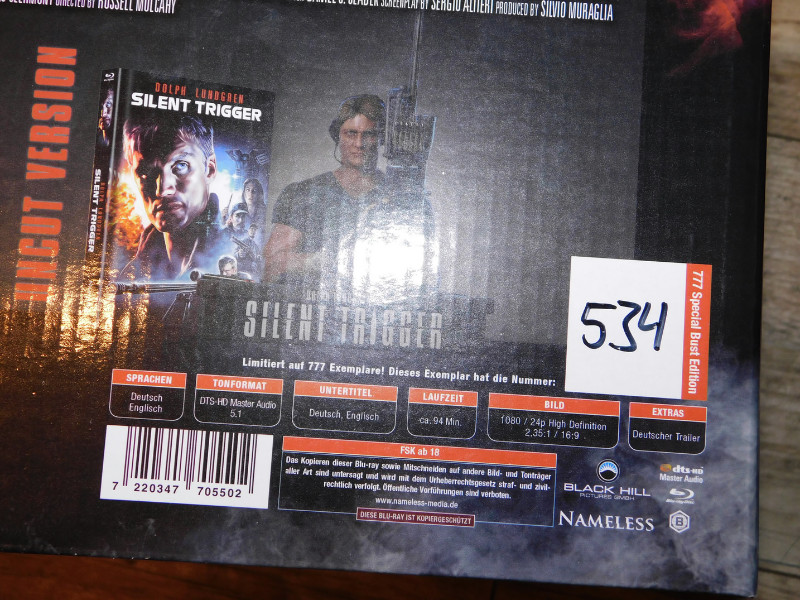 DIRECTED BY RUSSELL MULCAHY
SCREENPLAY BY SERGIO ALTIERI PRODUCED BY SILVIO MURAGLIA
UNCUT VERSION
DOLPH LUNDGREN
SILENT TRIGGER
SILENT TRIGGER
SILENT TRIGGER
777 Special Bust Edition
534
Limitiert auf 777 Exemplare! Dieses Exemplar hat die Nummer:
SPRACHEN
Deutsch
Englisch
TONFORMAT
DTS-HD Master Audio
5.1
UNTERTITEL
Deutsch, Englisch
LAUFZEIT
ca. 94 Min.
BILD
1080 / 24p High Definition
2,35:1 / 16:9
EXTRAS
Deutscher Trailer
7 220347 705502
FSK ab 18
Das Kopieren dieser Blu-ray sowie Mitschneiden auf andere Bild- und Tonträger
aller Art sind untersagt und wird mit dem Urheberrechtsgesetz straf- und zivil-
rechtlich verfolgt. Öffentliche Vorführungen sind verboten.
www.nameless-media.de
DIESE BLU-RAY IST KOPIERGESCHÜTZT
BLACK HILL
PICTURES GMBH
dts-HD
Master Audio
NAMELESS
B